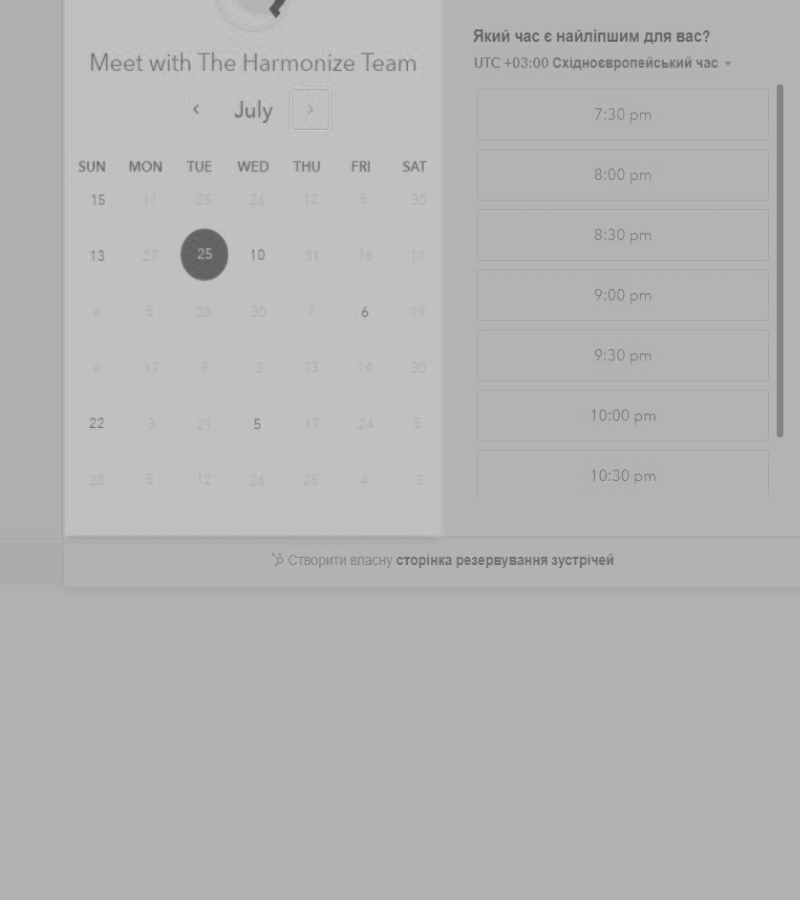 Meet with The Harmonize Team
July
SUN MON TUE WED THU FRI SAT
15 11 25 26 12 5 30
13 27 25 10 31 16 11
4 5 28 30 7 6 19
4 17 9 3 13 14 30
22 3 21 5 17 24 5
28 5 12 26 25 4 3
Який час є найліпшим для вас?
UTC +03:00 Східноєвропейський час
7:30 pm
8:00 pm
8:30 pm
9:00 pm
9:30 pm
10:00 pm
10:30 pm
Створити власну сторінка резервування зустрічей